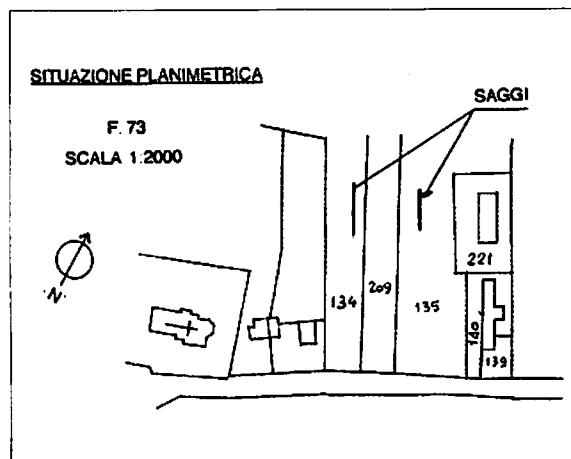 SITUAZIONE PLANIMETRICA
SAGGI
F. 73
SCALA 1:2000
.N.
221
134
209
135
140
139